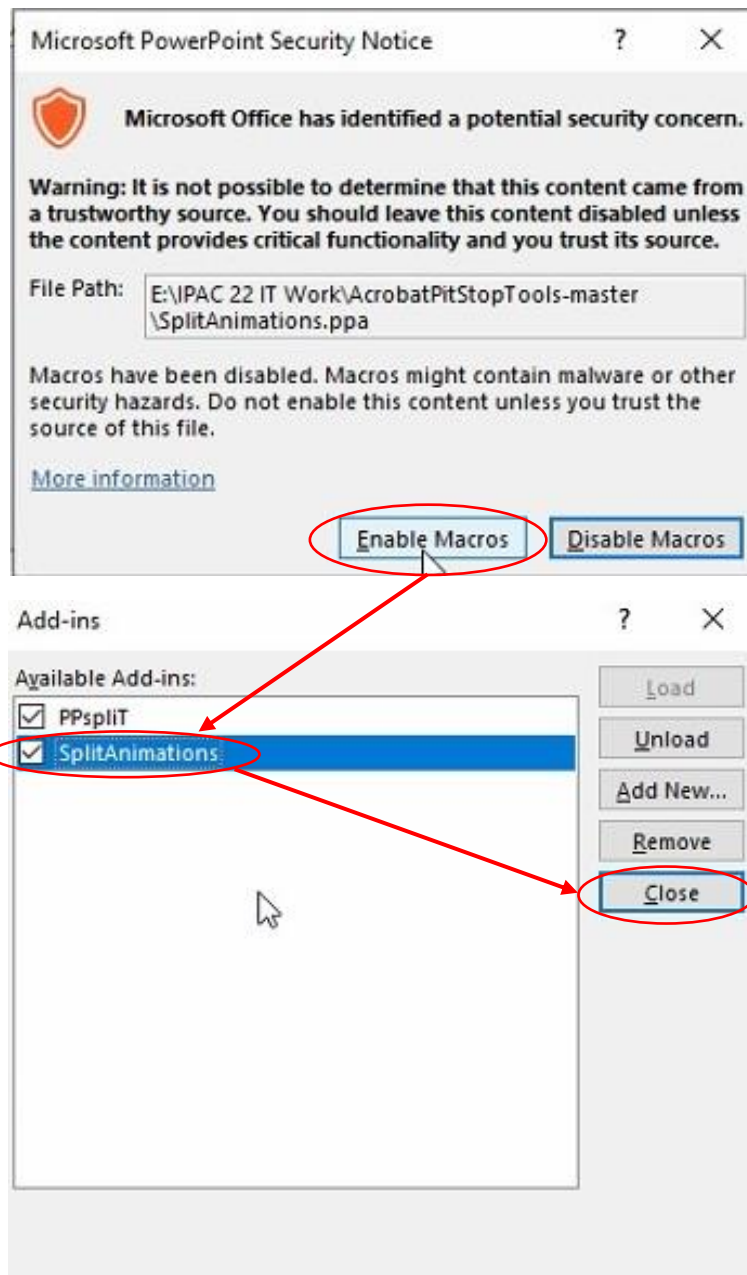 Microsoft PowerPoint Security Notice
?
Microsoft Office has identified a potential security concern.
Warning: It is not possible to determine that this content came from
a trustworthy source. You should leave this content disabled unless
the content provides critical functionality and you trust its source.
File Path:
E:\IPAC 22 IT Work\AcrobatPitStopTools-master
\SplitAnimations.ppa
Macros have been disabled. Macros might contain malware or other
security hazards. Do not enable this content unless you trust the
source of this file.
More information
Enable Macros
Disable Macros
Add-ins
?
Available Add-ins:
PPspliT
SplitAnimations
Load
Unload
Add New...
Remove
Close